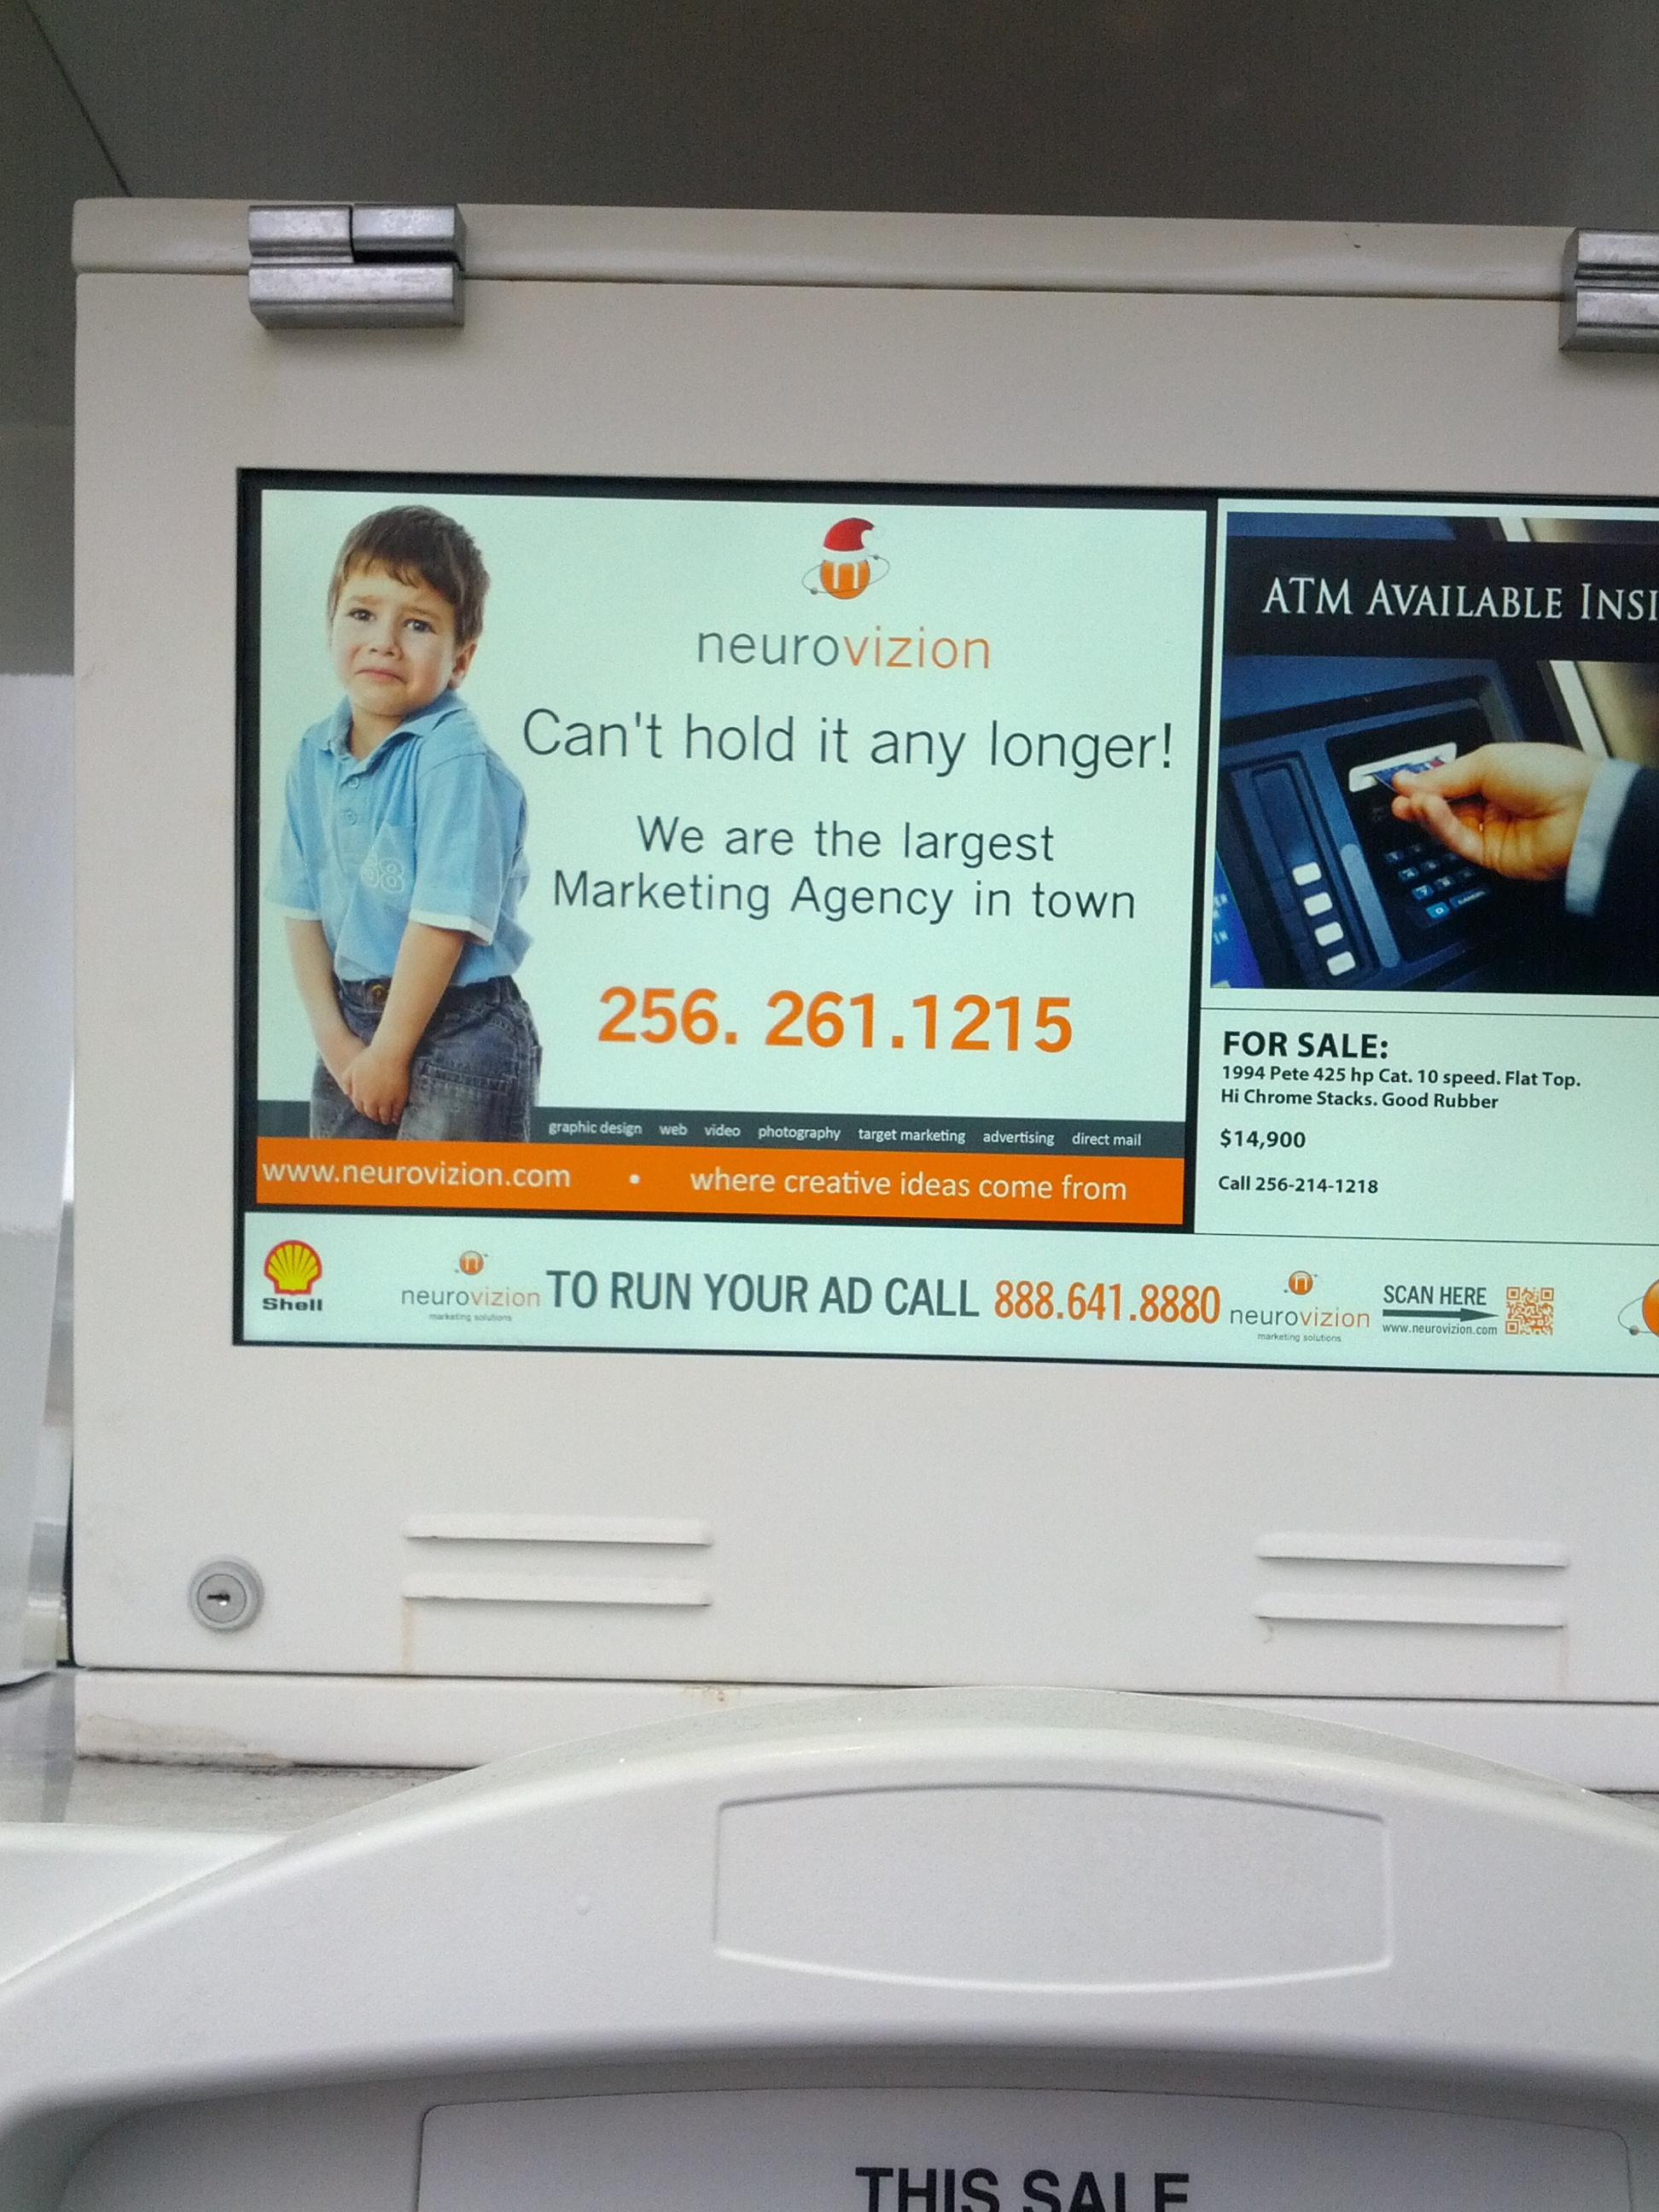 neurovizion
Can't hold it any longer!
We are the largest
Marketing Agency in town
256. 261.1215
graphic design web video photography target marketing advertising direct mail
www.neurovizion.com • where creative ideas come from
ATM AVAILABLE INSI
FOR SALE:
1994 Pete 425 hp Cat. 10 speed. Flat Top.
Hi Chrome Stacks. Good Rubber
$14,900
Call 256-214-1218
Shell
neurovizion
marketing solutions
TO RUN YOUR AD CALL 888.641.8880
neurovizion
marketing solutions
SCAN HERE
www.neurovizion.com
THIS SALE